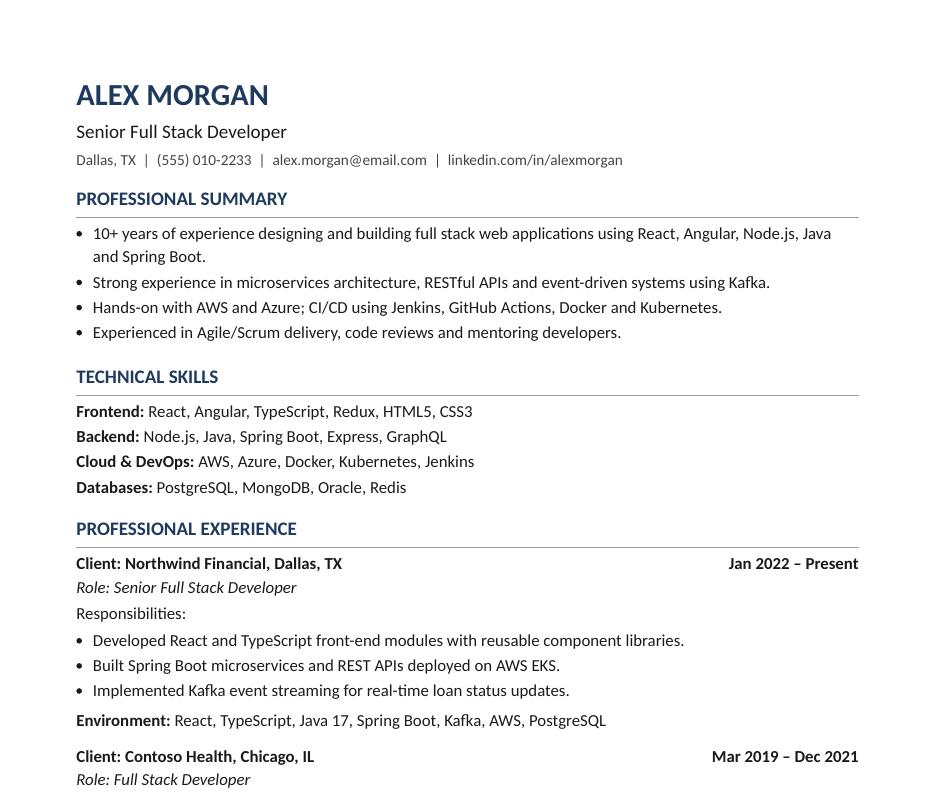 ALEX MORGAN
Senior Full Stack Developer
Dallas, TX | (555) 010-2233 | alex.morgan@email.com | linkedin.com/in/alexmorgan
PROFESSIONAL SUMMARY
• 10+ years of experience designing and building full stack web applications using React, Angular, Node.js, Java
and Spring Boot.
• Strong experience in microservices architecture, RESTful APIs and event-driven systems using Kafka.
• Hands-on with AWS and Azure; CI/CD using Jenkins, GitHub Actions, Docker and Kubernetes.
• Experienced in Agile/Scrum delivery, code reviews and mentoring developers.
TECHNICAL SKILLS
Frontend: React, Angular, TypeScript, Redux, HTML5, CSS3
Backend: Node.js, Java, Spring Boot, Express, GraphQL
Cloud & DevOps: AWS, Azure, Docker, Kubernetes, Jenkins
Databases: PostgreSQL, MongoDB, Oracle, Redis
PROFESSIONAL EXPERIENCE
Client: Northwind Financial, Dallas, TX Jan 2022 – Present
Role: Senior Full Stack Developer
Responsibilities:
• Developed React and TypeScript front-end modules with reusable component libraries.
• Built Spring Boot microservices and REST APIs deployed on AWS EKS.
• Implemented Kafka event streaming for real-time loan status updates.
Environment: React, TypeScript, Java 17, Spring Boot, Kafka, AWS, PostgreSQL
Client: Contoso Health, Chicago, IL Mar 2019 – Dec 2021
Role: Full Stack Developer